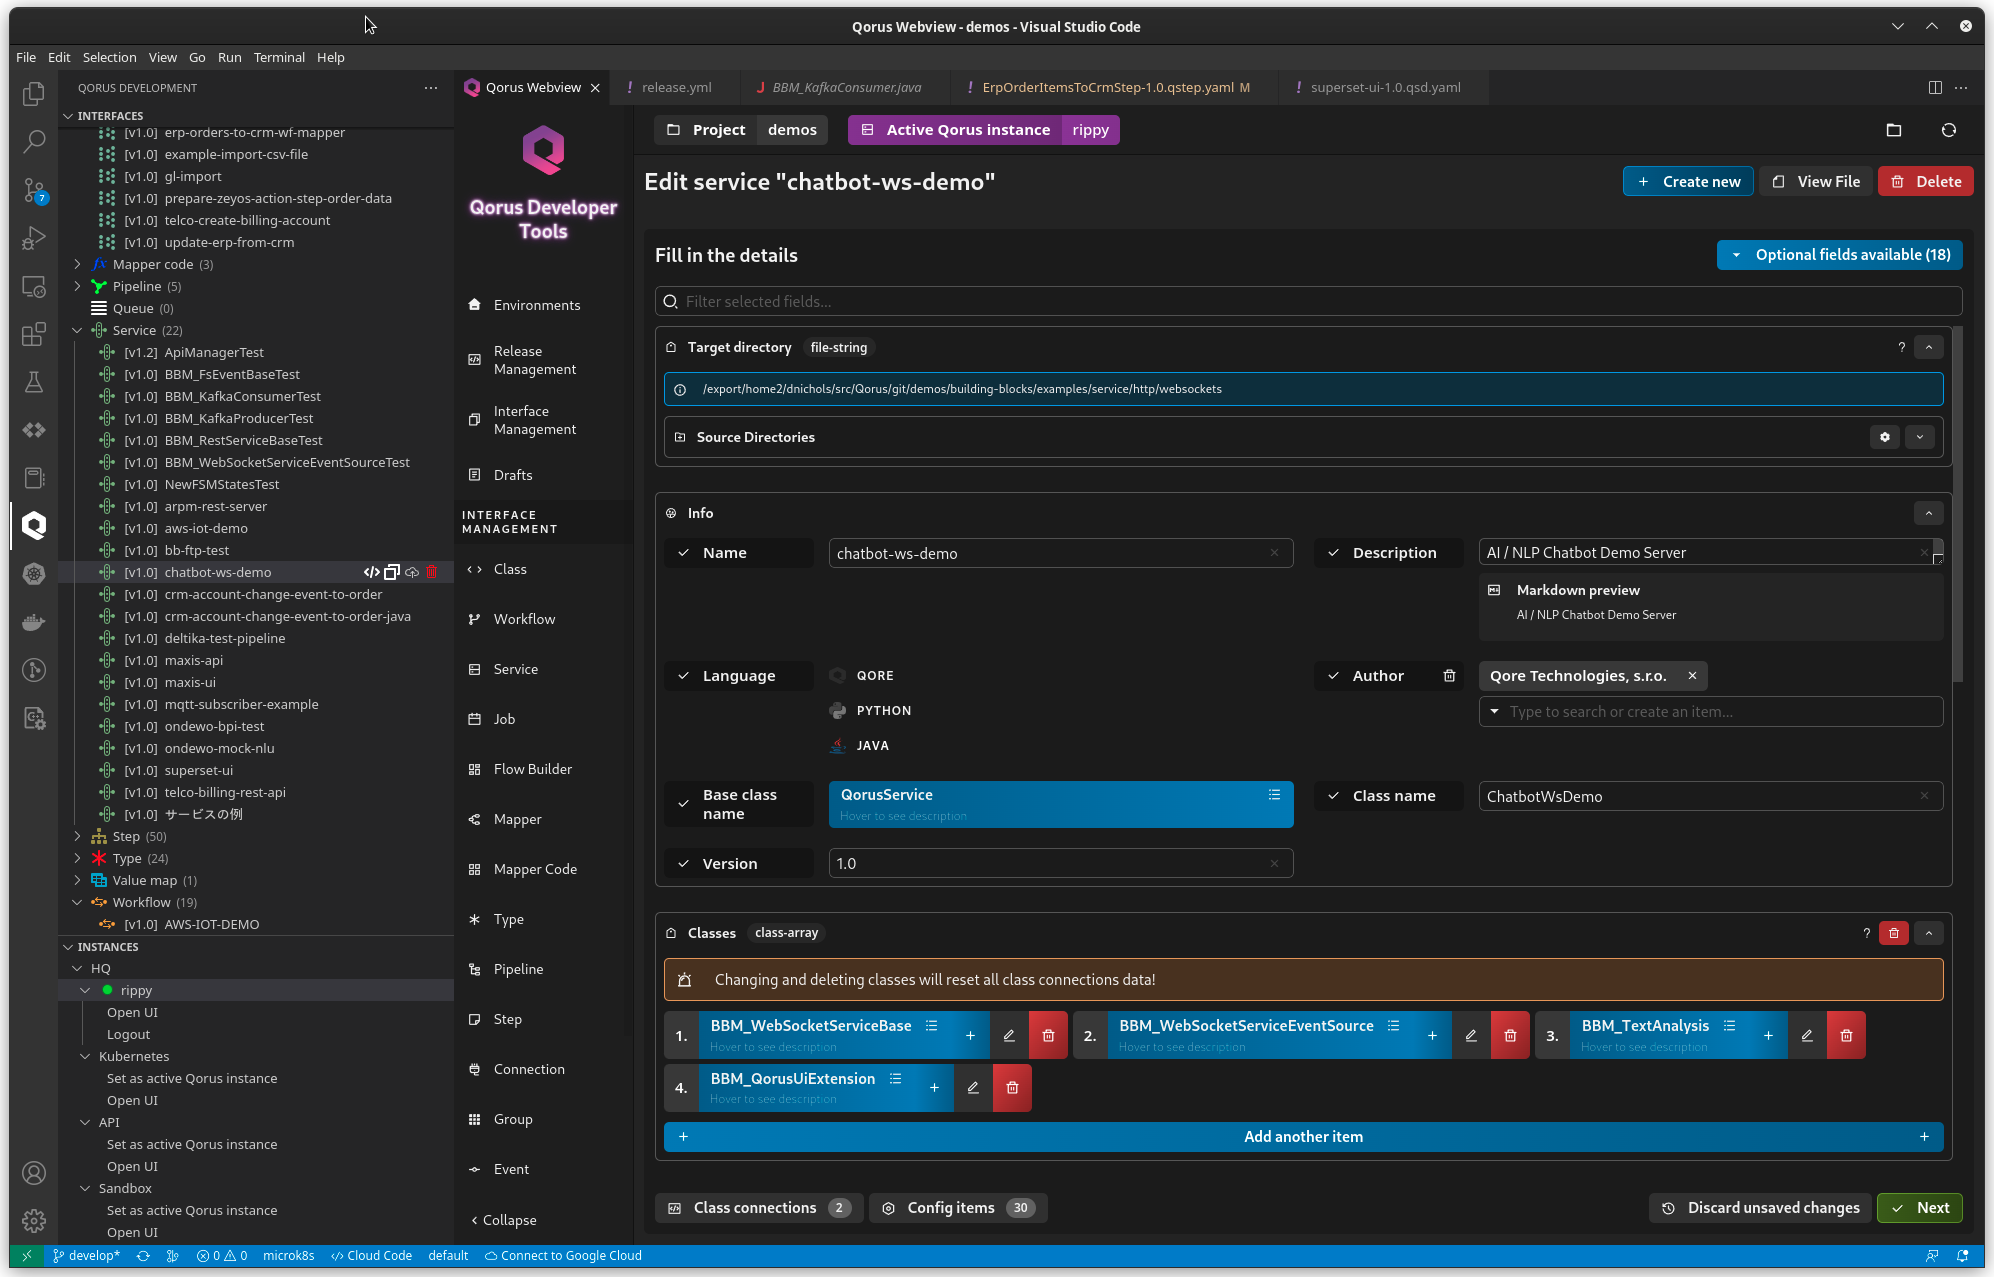 Qorus Webview - demos - Visual Studio Code
File Edit Selection View Go Run Terminal Help
QORUS DEVELOPMENT
INTERFACES
[v1.0] erp-orders-to-crm-wf-mapper
[v1.0] example-import-csv-file
[v1.0] gl-import
[v1.0] prepare-zeyos-action-step-order-data
[v1.0] telco-create-billing-account
[v1.0] update-erp-from-crm
fx Mapper code (3)
Pipeline (5)
Queue (0)
Service (22)
[v1.2] ApiManagerTest
[v1.0] BBM_FsEventBaseTest
[v1.0] BBM_KafkaConsumerTest
[v1.0] BBM_KafkaProducerTest
[v1.0] BBM_RestServiceBaseTest
[v1.0] BBM_WebSocketServiceEventSourceTest
[v1.0] NewFSMStatesTest
[v1.0] arpm-rest-server
[v1.0] aws-iot-demo
[v1.0] bb-ftp-test
[v1.0] chatbot-ws-demo
[v1.0] crm-account-change-event-to-order
[v1.0] crm-account-change-event-to-order-java
[v1.0] deltika-test-pipeline
[v1.0] maxis-api
[v1.0] maxis-ui
[v1.0] mqtt-subscriber-example
[v1.0] ondewo-bpi-test
[v1.0] ondewo-mock-nlu
[v1.0] superset-ui
[v1.0] telco-billing-rest-api
[v1.0] サービスの例
Step (50)
Type (24)
Value map (1)
Workflow (19)
[v1.0] AWS-IOT-DEMO
INSTANCES
HQ
rippy
Open UI
Logout
Kubernetes
Set as active Qorus instance
Open UI
API
Set as active Qorus instance
Open UI
Sandbox
Set as active Qorus instance
Open UI
7
Qorus Webview
! release.yml
J BBM_KafkaConsumer.java
! ErpOrderItemsToCrmStep-1.0.qstep.yaml M
! superset-ui-1.0.qsd.yaml
Qorus Developer
Tools
Environments
Release
Management
Interface
Management
Drafts
INTERFACE
MANAGEMENT
Class
Workflow
Service
Job
Flow Builder
Mapper
Mapper Code
Type
Pipeline
Step
Connection
Group
Event
Collapse
Project demos
Active Qorus instance rippy
Edit service "chatbot-ws-demo"
Create new
View File
Delete
Fill in the details
Optional fields available (18)
Filter selected fields...
Target directory file-string
?
/export/home2/dnichols/src/Qorus/git/demos/building-blocks/examples/service/http/websockets
Source Directories
Info
Name
chatbot-ws-demo
Description
AI / NLP Chatbot Demo Server
Markdown preview
AI / NLP Chatbot Demo Server
Language
QORE
PYTHON
JAVA
Author
Qore Technologies, s.r.o.
Type to search or create an item...
Base class
name
QorusService
Hover to see description
Class name
ChatbotWsDemo
Version
1.0
Classes class-array
?
Changing and deleting classes will reset all class connections data!
1. BBM_WebSocketServiceBase
Hover to see description
2. BBM_WebSocketServiceEventSource
Hover to see description
3. BBM_TextAnalysis
Hover to see description
4. BBM_QorusUiExtension
Hover to see description
+ Add another item +
Class connections 2
Config items 30
Discard unsaved changes
Next
develop* 0 0 microk8s Cloud Code default Connect to Google Cloud